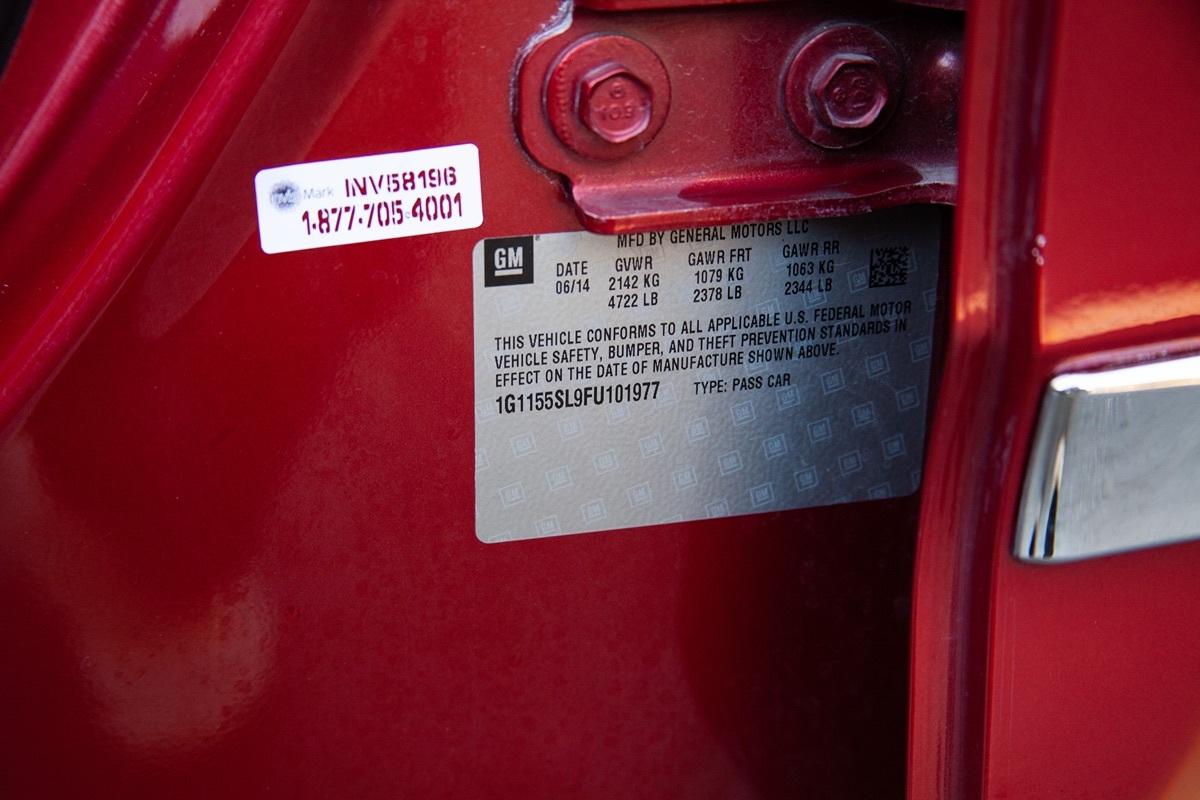 Mark INV58196
1-877-705-4001
GM
MFD BY GENERAL MOTORS LLC
DATE GVWR GAWR FRT GAWR RR
06/14 2142 KG 1079 KG 1063 KG
4722 LB 2378 LB 2344 LB
THIS VEHICLE CONFORMS TO ALL APPLICABLE U.S. FEDERAL MOTOR
VEHICLE SAFETY, BUMPER, AND THEFT PREVENTION STANDARDS IN
EFFECT ON THE DATE OF MANUFACTURE SHOWN ABOVE.
1G1155SL9FU101977 TYPE: PASS CAR
10.9